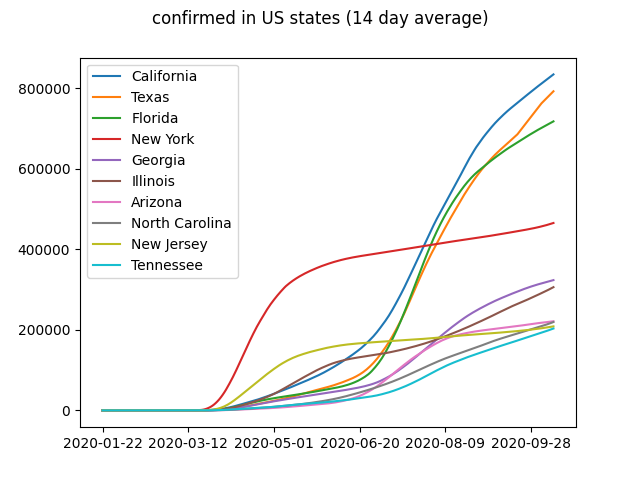 confirmed in US states (14 day average)
800000
600000
400000
200000
0
California
Texas
Florida
New York
Georgia
Illinois
Arizona
North Carolina
New Jersey
Tennessee
2020-01-22 2020-03-12 2020-05-01 2020-06-20 2020-08-09 2020-09-28